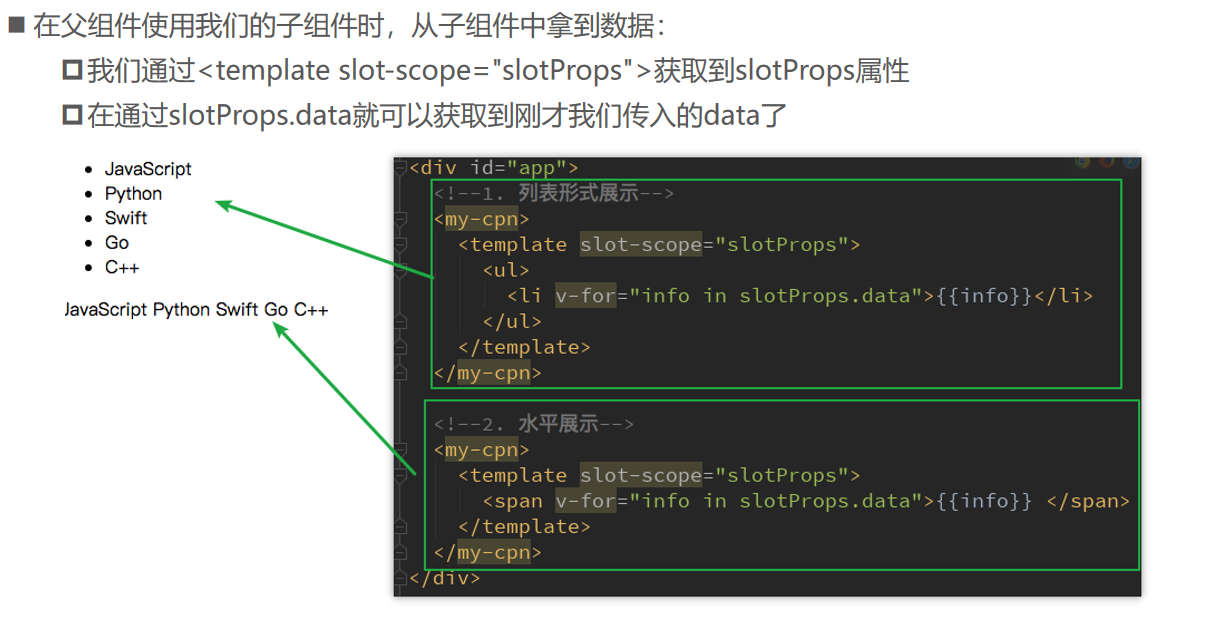 在父组件使用我们的子组件时，从子组件中拿到数据：
我们通过<template slot-scope="slotProps">获取到slotProps属性
在通过slotProps.data就可以获取到刚才我们传入的data了
JavaScript
Python
Swift
Go
C++
JavaScript Python Swift Go C++
<div id="app">
<!--1. 列表形式展示-->
<my-cpn>
<template slot-scope="slotProps">
<ul>
<li v-for="info in slotProps.data">{{info}}</li>
</ul>
</template>
</my-cpn>
<!--2. 水平展示-->
<my-cpn>
<template slot-scope="slotProps">
<span v-for="info in slotProps.data">{{info}} </span>
</template>
</my-cpn>
</div>